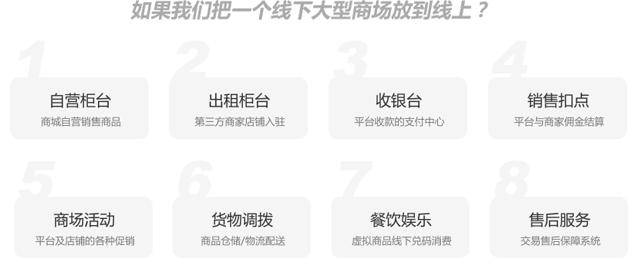 如果我们把一个线下大型商场放到线上？
1 2 3 4
自营柜台 出租柜台 收银台 销售扣点
商城自营销售商品 第三方商家店铺入驻 平台收款的支付中心 平台与商家佣金结算
5 6 7 8
商场活动 货物调拨 餐饮娱乐 售后服务
平台及店铺的各种促销 商品仓储/物流配送 虚拟商品线下兑码消费 交易售后保障系统